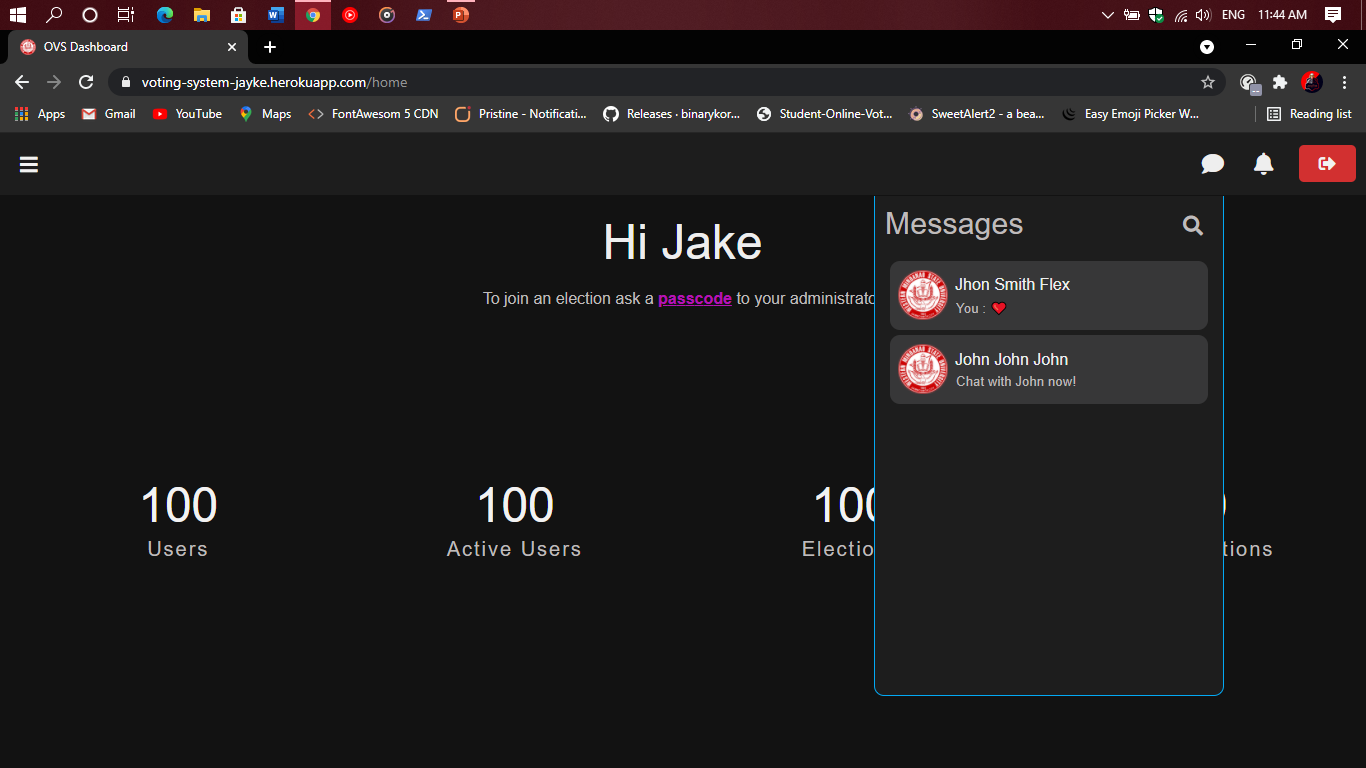 ENG 11:44 AM
OVS Dashboard
voting-system-jayke.herokuapp.com/home
Apps Gmail YouTube Maps FontAwesom 5 CDN Pristine - Notificati... Releases · binarykor... Student-Online-Vot... SweetAlert2 - a bea... Easy Emoji Picker W... Reading list
Hi Jake
To join an election ask a passcode to your administrato
Messages
Jhon Smith Flex
You : ❤
John John John
Chat with John now!
100
Users
100
Active Users
100
Electio
tions